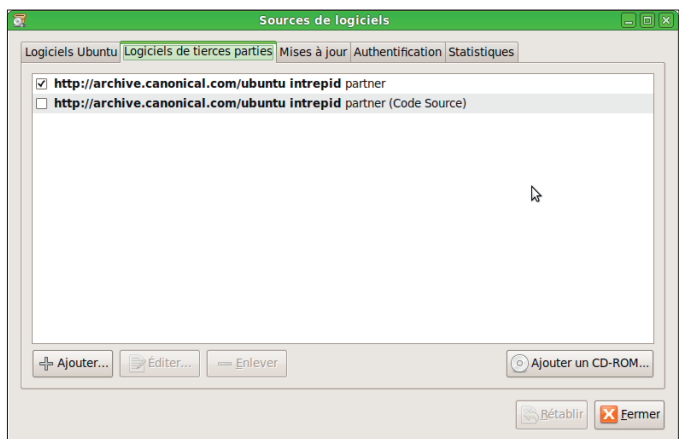 Sources de logiciels
Logiciels Ubuntu Logiciels de tierces parties Mises à jour Authentification Statistiques
http://archive.canonical.com/ubuntu intrepid partner
http://archive.canonical.com/ubuntu intrepid partner (Code Source)
Ajouter... Éditer... Enlever Ajouter un CD-ROM...
Rétablir Fermer